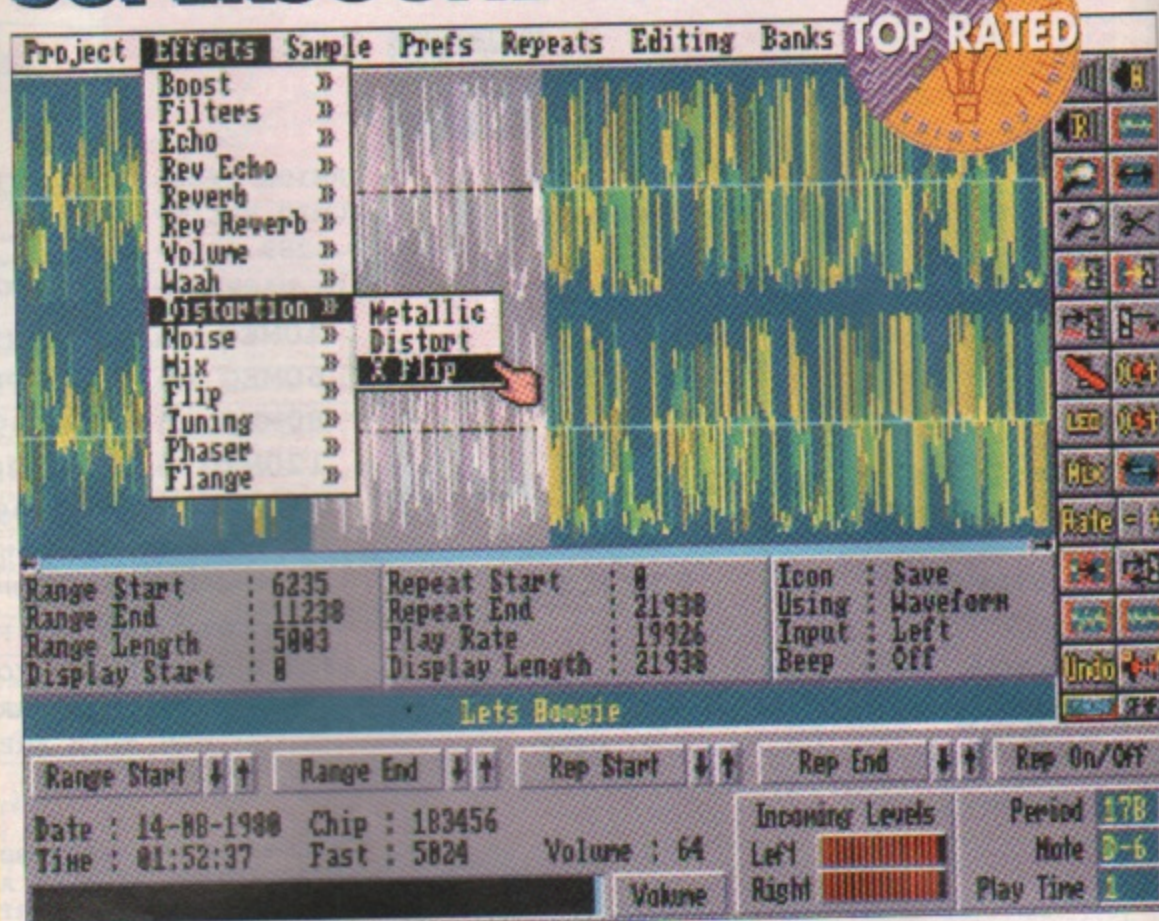 TOP RATED
Project Effects Sample Prefs Repeats Editing Banks
Boost »
Filters »
Echo »
Rev Echo »
Reverb »
Rev Reverb »
Volume »
Waah »
Distortion »
Noise »
Mix »
Flip »
Tuning »
Phaser »
Flange »
Metallic
Distort
X Flip
R
LED
Mix
Rate - +
Undo
Range Start : 6235
Range End : 11238
Range Length : 5003
Display Start : 0
Repeat Start : 0
Repeat End : 21938
Play Rate : 19926
Display Length : 21938
Icon : Save
Using : Waveform
Input : Left
Beep : Off
Lets Boogie
Range Start Range End Rep Start Rep End Rep On/Off
Date : 14-08-1980 Chip : 183456
Time : 01:52:37 Fast : 5024
Volume : 64
Volume
Incoming Levels
Left
Right
Period 178
Note D-6
Play Time 1